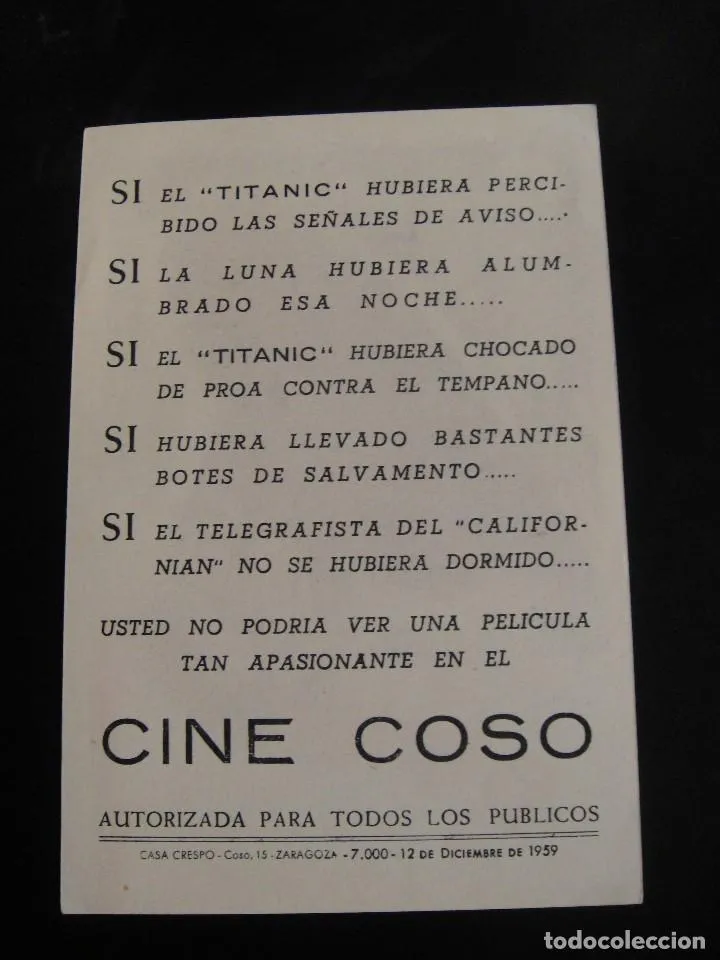 SI EL "TITANIC" HUBIERA PERCI-
BIDO LAS SEÑALES DE AVISO....
SI LA LUNA HUBIERA ALUM-
BRADO ESA NOCHE.....
SI EL "TITANIC" HUBIERA CHOCADO
DE PROA CONTRA EL TEMPANO.....
SI HUBIERA LLEVADO BASTANTES
BOTES DE SALVAMENTO.....
SI EL TELEGRAFISTA DEL "CALIFOR-
NIAN" NO SE HUBIERA DORMIDO.....
USTED NO PODRIA VER UNA PELICULA
TAN APASIONANTE EN EL
CINE COSO
AUTORIZADA PARA TODOS LOS PUBLICOS
CASA CRESPO - Coso, 15 - ZARAGOZA - 7.000 - 12 DE DICIEMBRE DE 1959
todocoleccion